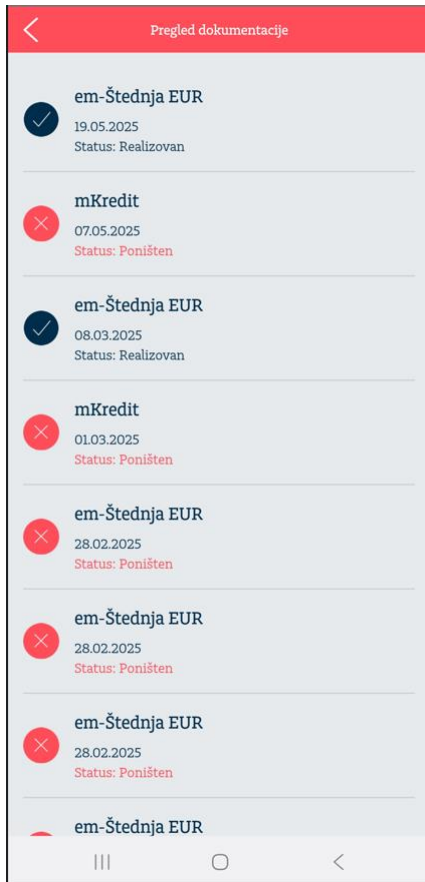 Pregled dokumentacije
em-Štednja EUR
19.05.2025
Status: Realizovan
mKredit
07.05.2025
Status: Poništen
em-Štednja EUR
08.03.2025
Status: Realizovan
mKredit
01.03.2025
Status: Poništen
em-Štednja EUR
28.02.2025
Status: Poništen
em-Štednja EUR
28.02.2025
Status: Poništen
em-Štednja EUR
28.02.2025
Status: Poništen
em-Štednja EUR